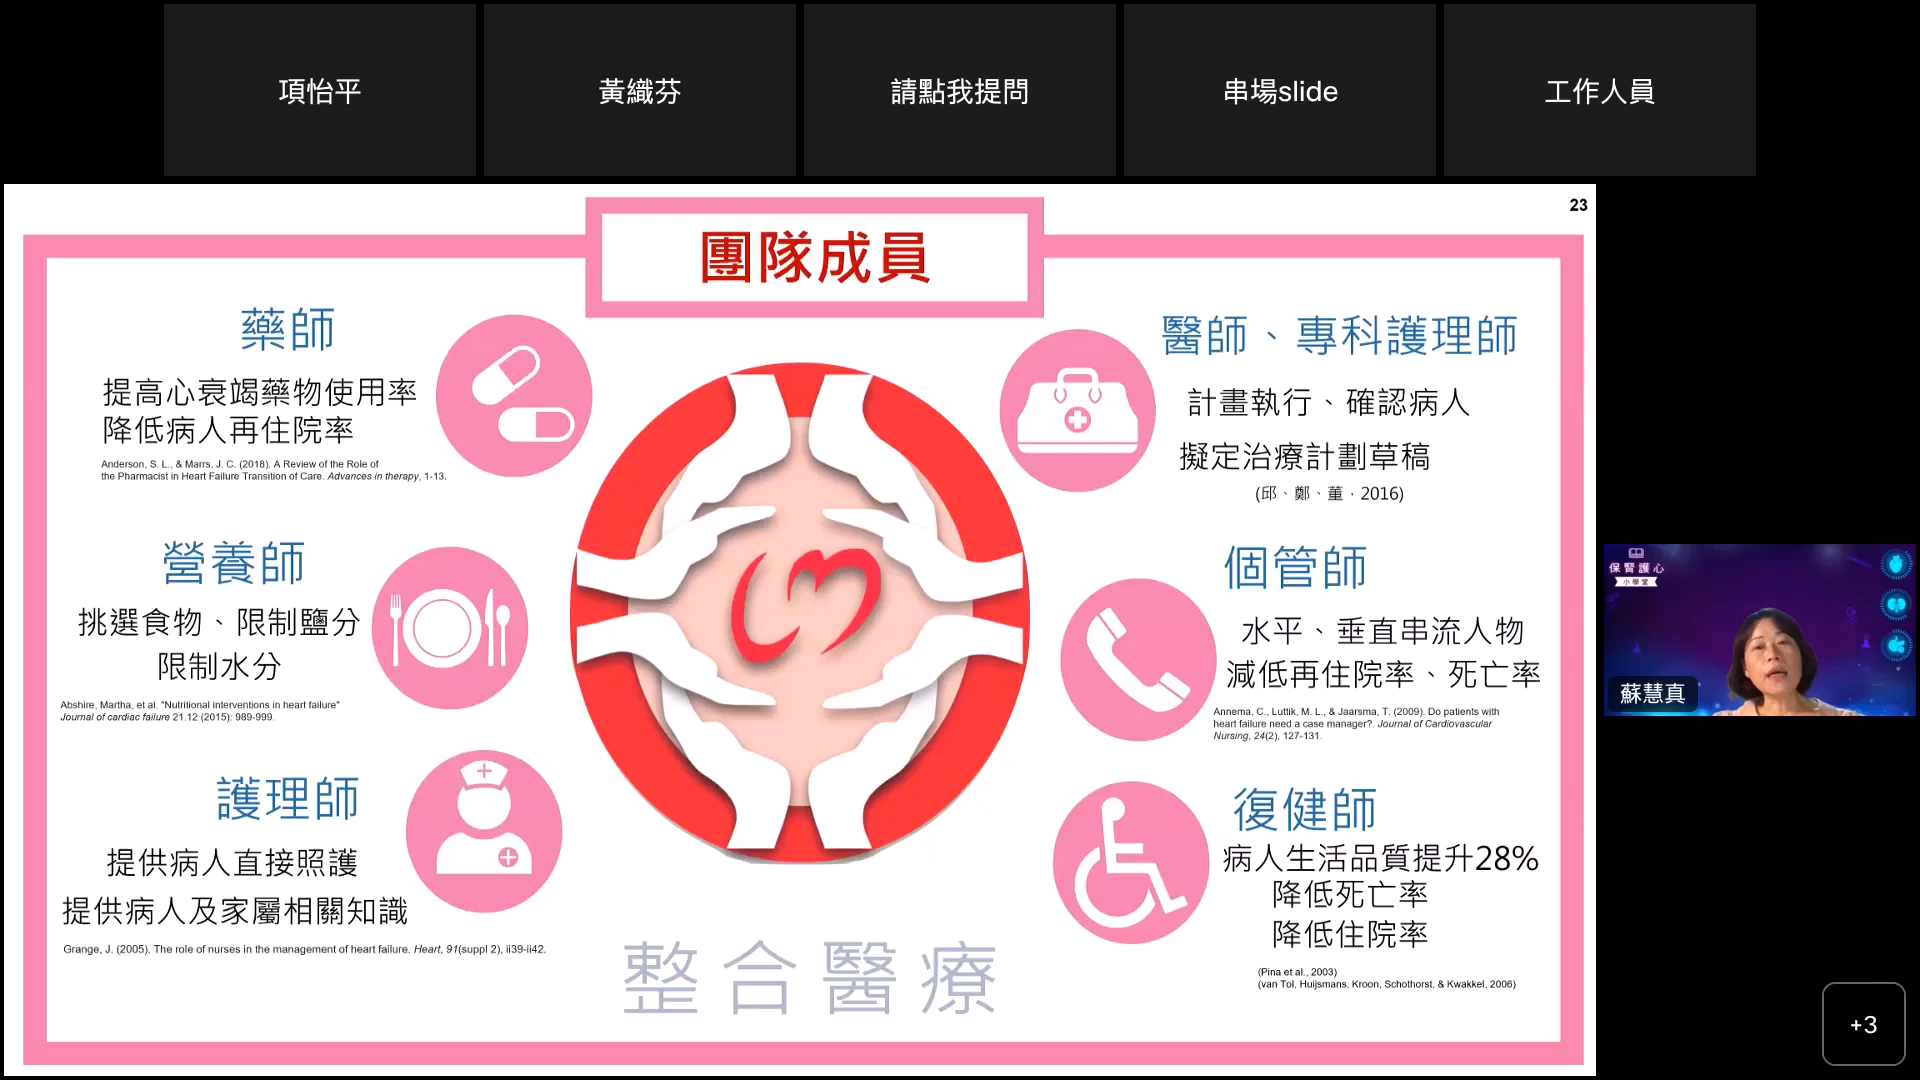 項怡平
黃織芬
請點我提問
串場slide
工作人員
23
團隊成員
藥師
提高心衰竭藥物使用率
降低病人再住院率
Anderson, S. L., & Marrs, J. C. (2018). A Review of the Role of
the Pharmacist in Heart Failure Transition of Care. Advances in therapy, 1-13.
營養師
挑選食物、限制鹽分
限制水分
Abshire, Martha, et al. "Nutritional interventions in heart failure"
Journal of cardiac failure 21.12 (2015): 989-999.
護理師
提供病人直接照護
提供病人及家屬相關知識
Grange, J. (2005). The role of nurses in the management of heart failure. Heart, 91(suppl 2), ii39-ii42.
心
整合醫療
醫師、專科護理師
計畫執行、確認病人
擬定治療計劃草稿
(邱、鄭、董，2016)
個管師
水平、垂直串流人物
減低再住院率、死亡率
Annema, C., Luttik, M. L., & Jaarsma, T. (2009). Do patients with
heart failure need a case manager?. Journal of Cardiovascular
Nursing, 24(2), 127-131.
復健師
病人生活品質提升28%
降低死亡率
降低住院率
(Pina et al., 2003)
(van Tol, Huijsmans, Kroon, Schothorst, & Kwakkel, 2006)
保腎護心
小學堂
蘇慧真
+3